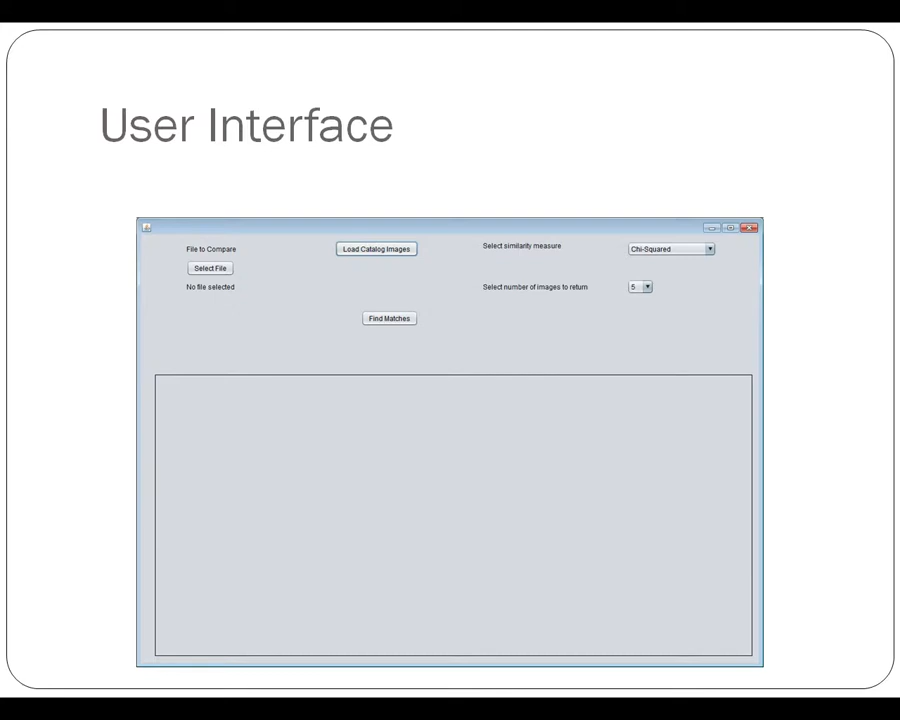 User Interface
File to Compare
Load Catalog Images
Select similarity measure
Chi-Squared
Select File
No file selected
Select number of images to return
5
Find Matches